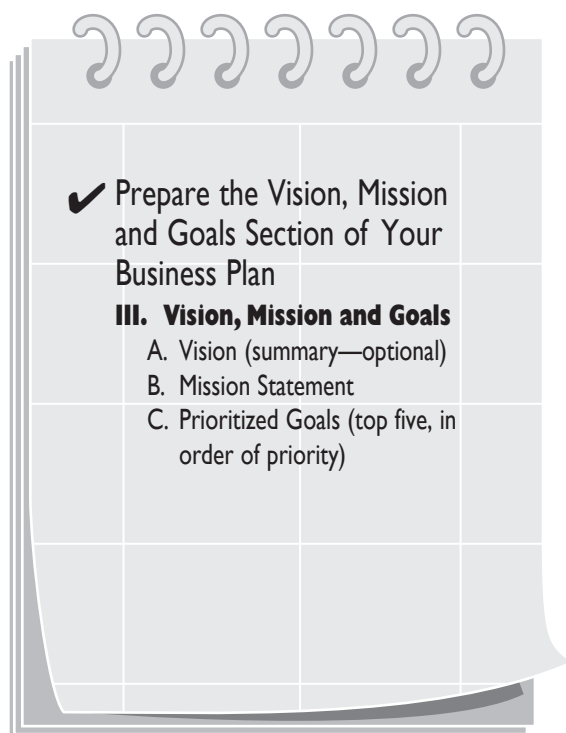 ✔ Prepare the Vision, Mission
and Goals Section of Your
Business Plan
III. Vision, Mission and Goals
A. Vision (summary—optional)
B. Mission Statement
C. Prioritized Goals (top five, in
order of priority)